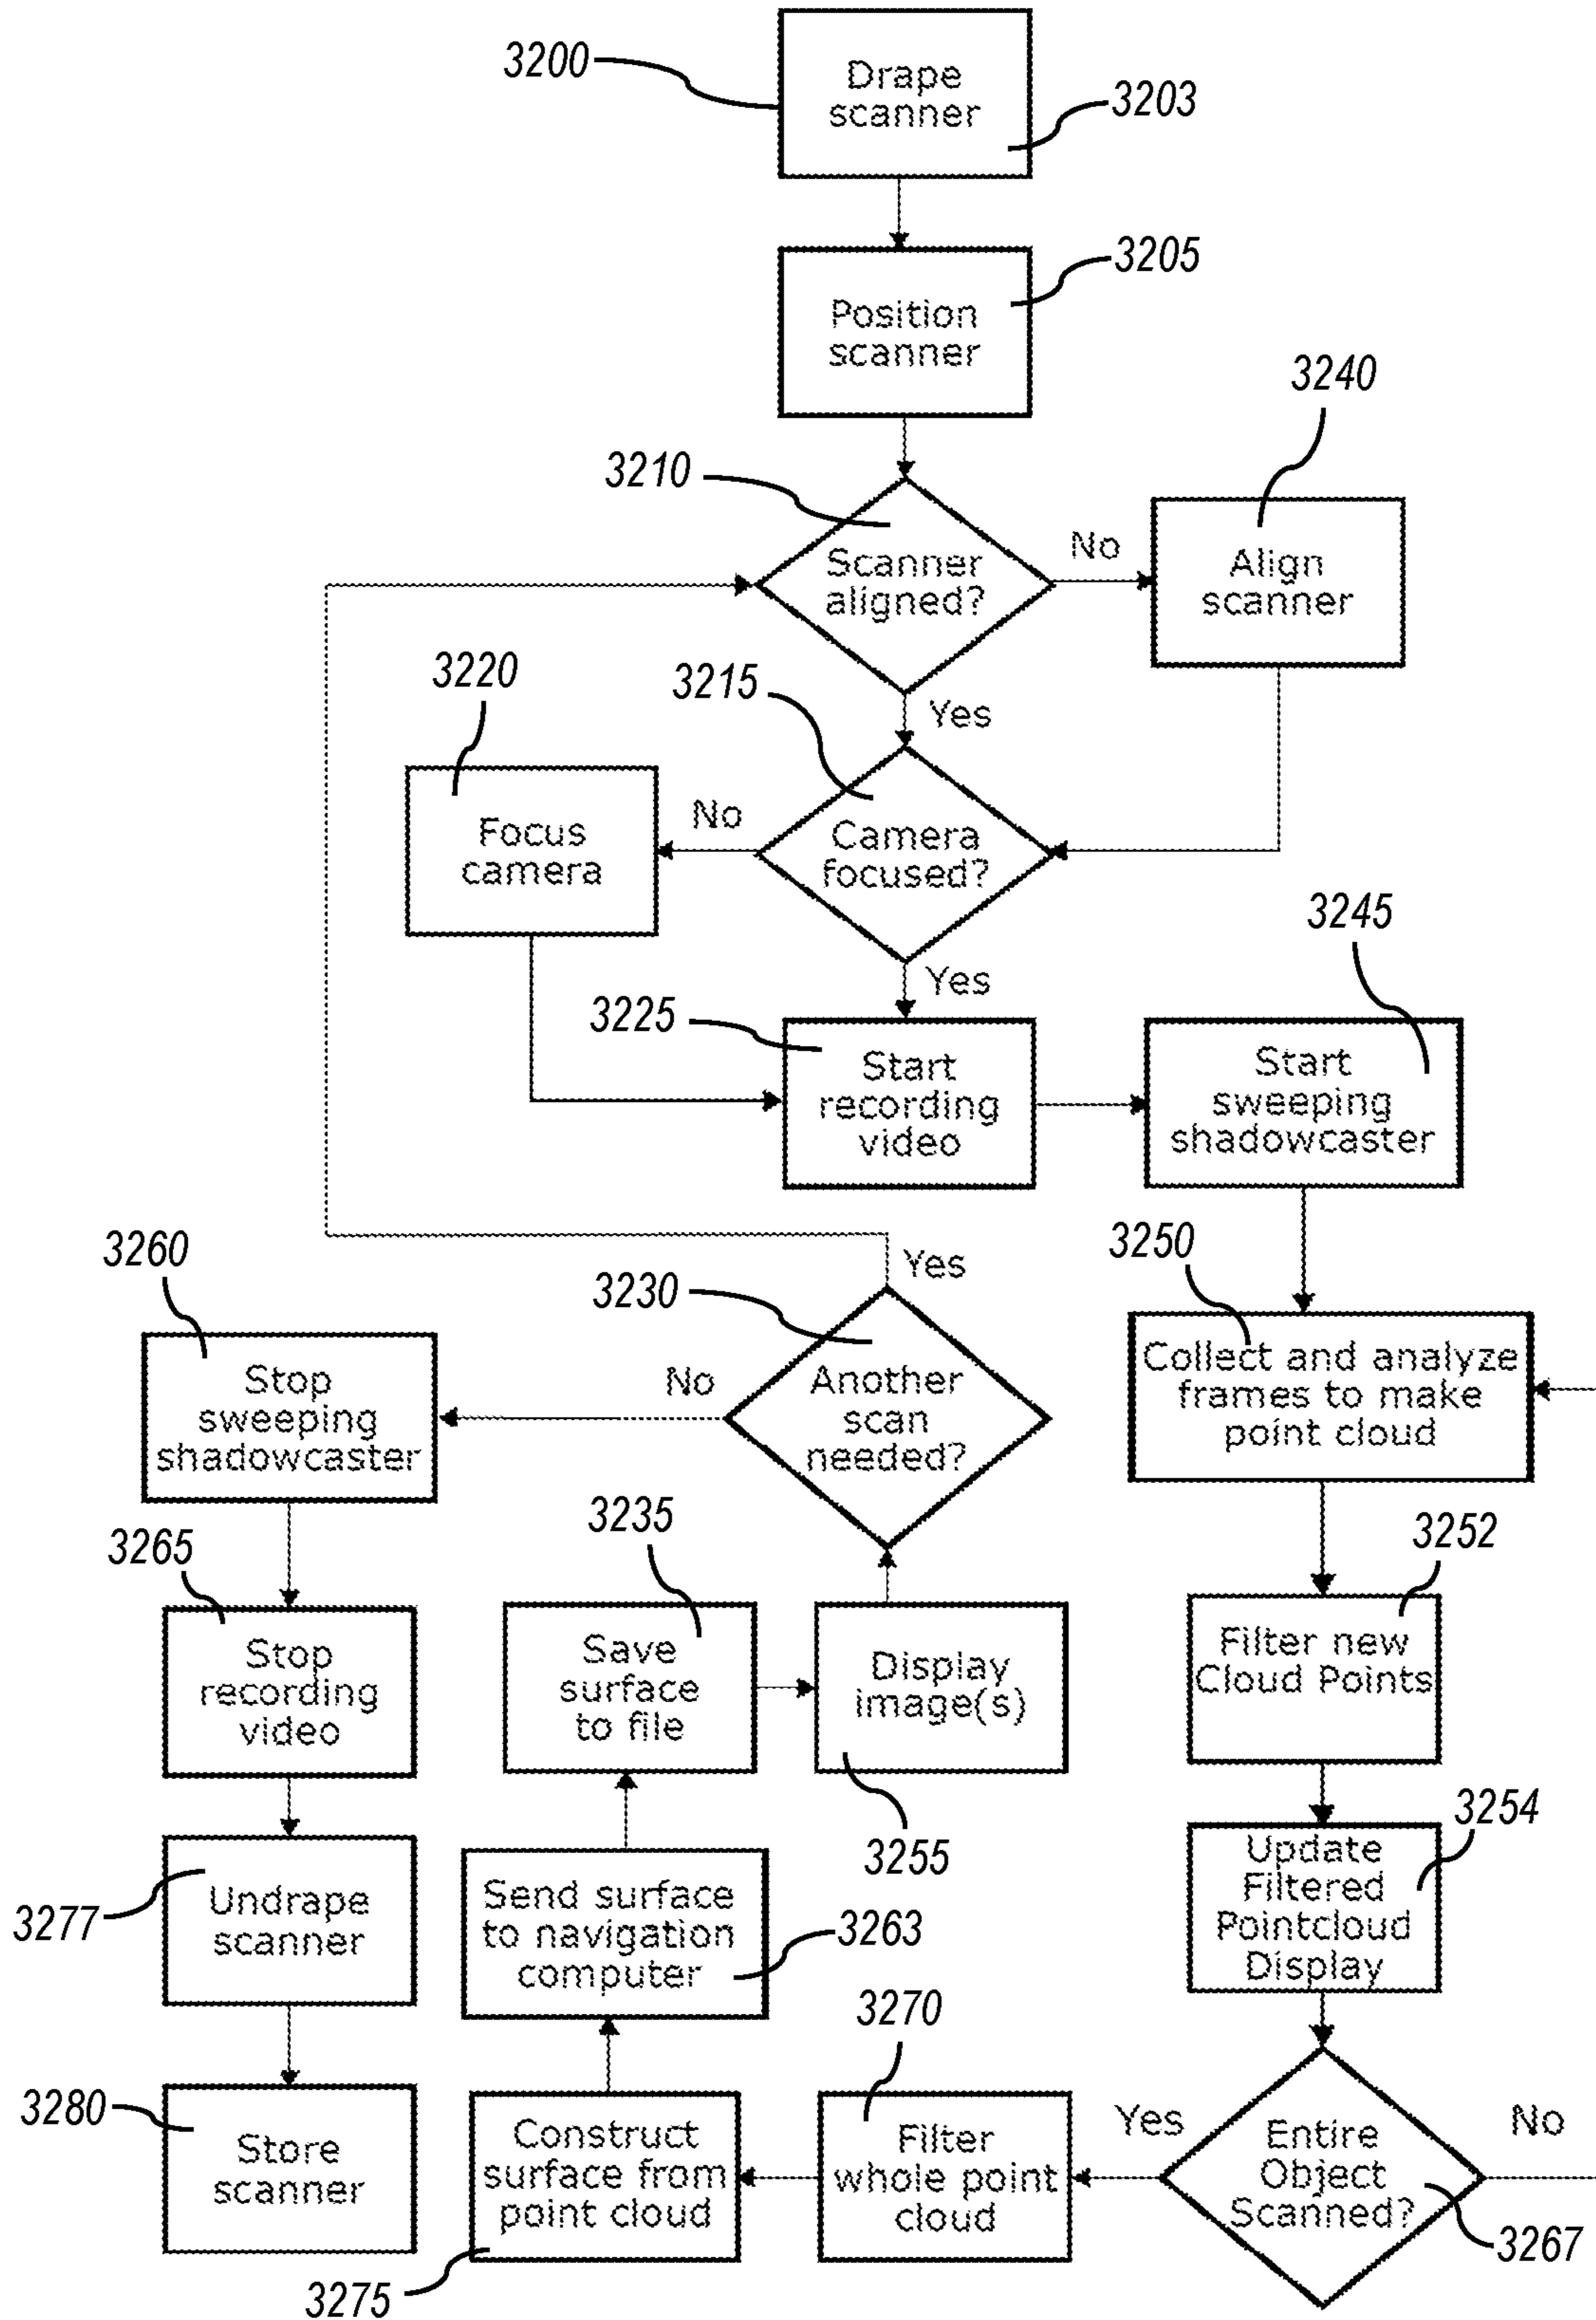 3200
Drape
scanner
3203
3205
Position
scanner
3240
3210
Scanner
aligned?
No
Align
scanner
3220
3215
Yes
Focus
camera
No
Camera
focused?
3245
3225
Yes
Start
recording
video
Start
sweeping
shadowcaster
3260
3250
Yes
3230
Stop
sweeping
shadowcaster
No
Another
scan
needed?
Collect and analyze
frames to make
point cloud
3235
3252
3265
Stop
recording
video
Save
surface
to file
Display
image(s)
Filter new
Cloud Points
3254
3255
Update
Filtered
Pointcloud
Display
3277
Undrape
scanner
Send surface
to navigation
computer
3263
3270
3280
Store
scanner
Construct
surface from
point cloud
Filter
whole point
cloud
Yes
Entire
Object
Scanned?
No
3267
3275